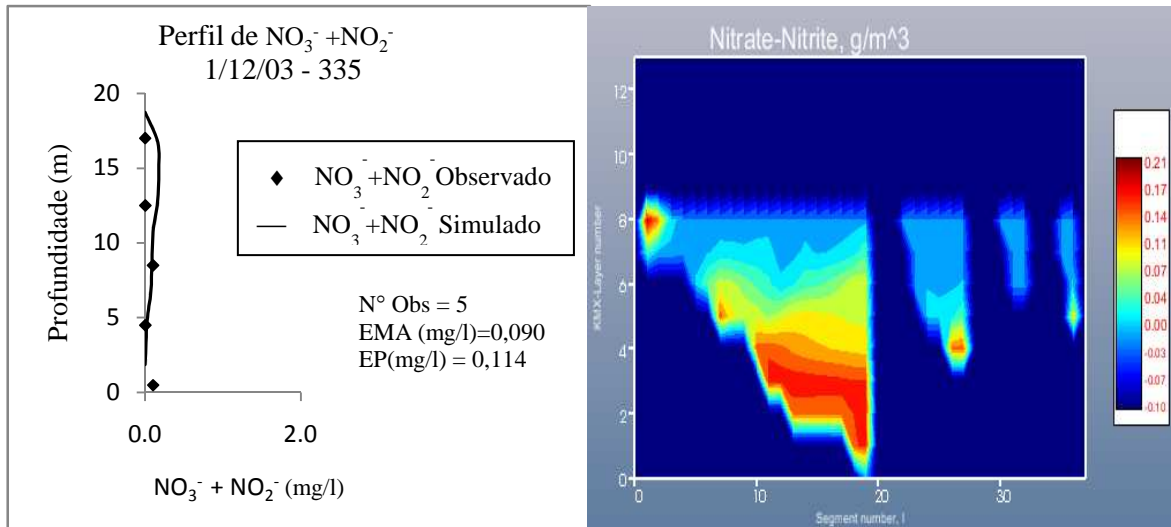 Perfil de NO₃⁻ +NO₂⁻
1/12/03 - 335
Profundidade (m)
20
15
10
5
0
0.0
2.0
NO₃⁻ + NO₂⁻ (mg/l)
NO₃⁻+NO₂⁻ Observado
NO₃⁻+NO₂⁻ Simulado
N° Obs = 5
EMA (mg/l)=0,090
EP(mg/l) = 0,114
Nitrate-Nitrite, g/m^3
KMX-Layer number
12
10
8
6
4
2
0
0
10
20
30
Segment number, I
0.21
0.17
0.14
0.11
0.07
0.04
0.00
-0.03
-0.07
-0.10